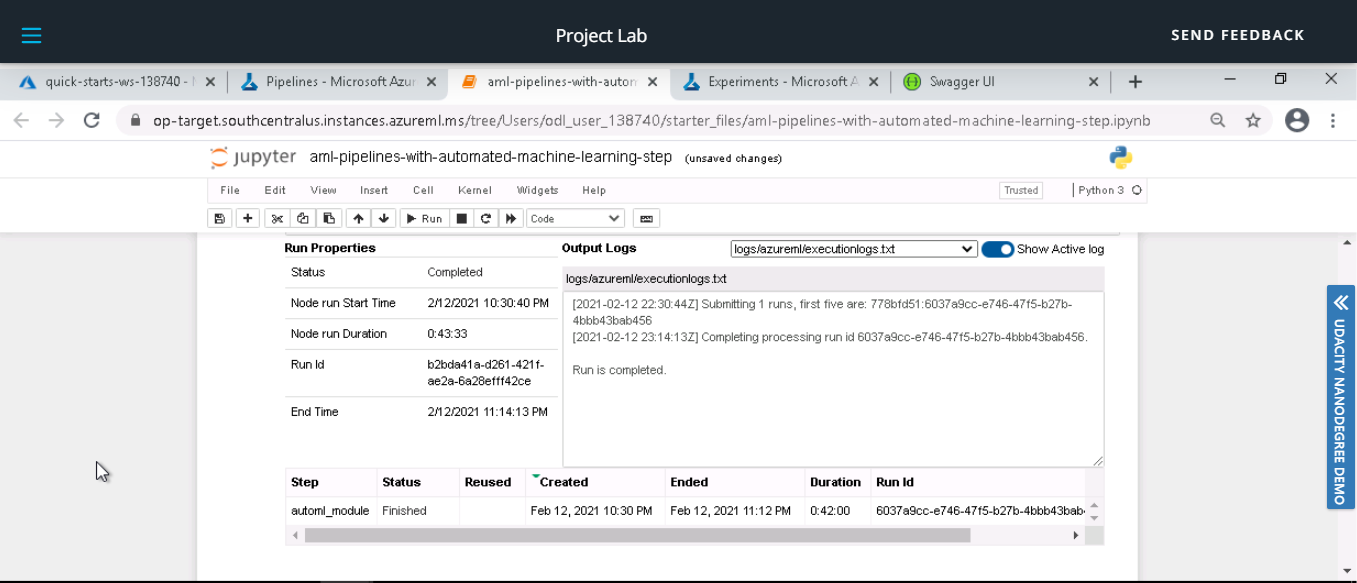 Project Lab
SEND FEEDBACK
quick-starts-ws-138740 -
Pipelines - Microsoft Azur
aml-pipelines-with-autom
Experiments - Microsoft A
Swagger UI
op-target.southcentralus.instances.azureml.ms/tree/Users/odl_user_138740/starter_files/aml-pipelines-with-automated-machine-learning-step.ipynb
jupyter aml-pipelines-with-automated-machine-learning-step (unsaved changes)
File Edit View Insert Cell Kernel Widgets Help
Trusted Python 3
Run Code
Run Properties
Status Completed
Node run Start Time 2/12/2021 10:30:40 PM
Node run Duration 0:43:33
Run Id b2bda41a-d261-421f-
ae2a-6a28efff42ce
End Time 2/12/2021 11:14:13 PM
Output Logs logs/azureml/executionlogs.txt Show Active log
logs/azureml/executionlogs.txt
[2021-02-12 22:30:44Z] Submitting 1 runs, first five are: 778bfd51:6037a9cc-e746-47f5-b27b-
4bbb43bab456
[2021-02-12 23:14:13Z] Completing processing run id 6037a9cc-e746-47f5-b27b-4bbb43bab456.
Run is completed.
Step Status Reused Created Ended Duration Run Id
automl_module Finished Feb 12, 2021 10:30 PM Feb 12, 2021 11:12 PM 0:42:00 6037a9cc-e746-47f5-b27b-4bbb43bab-
UDACITY NANODEGREE DEMO